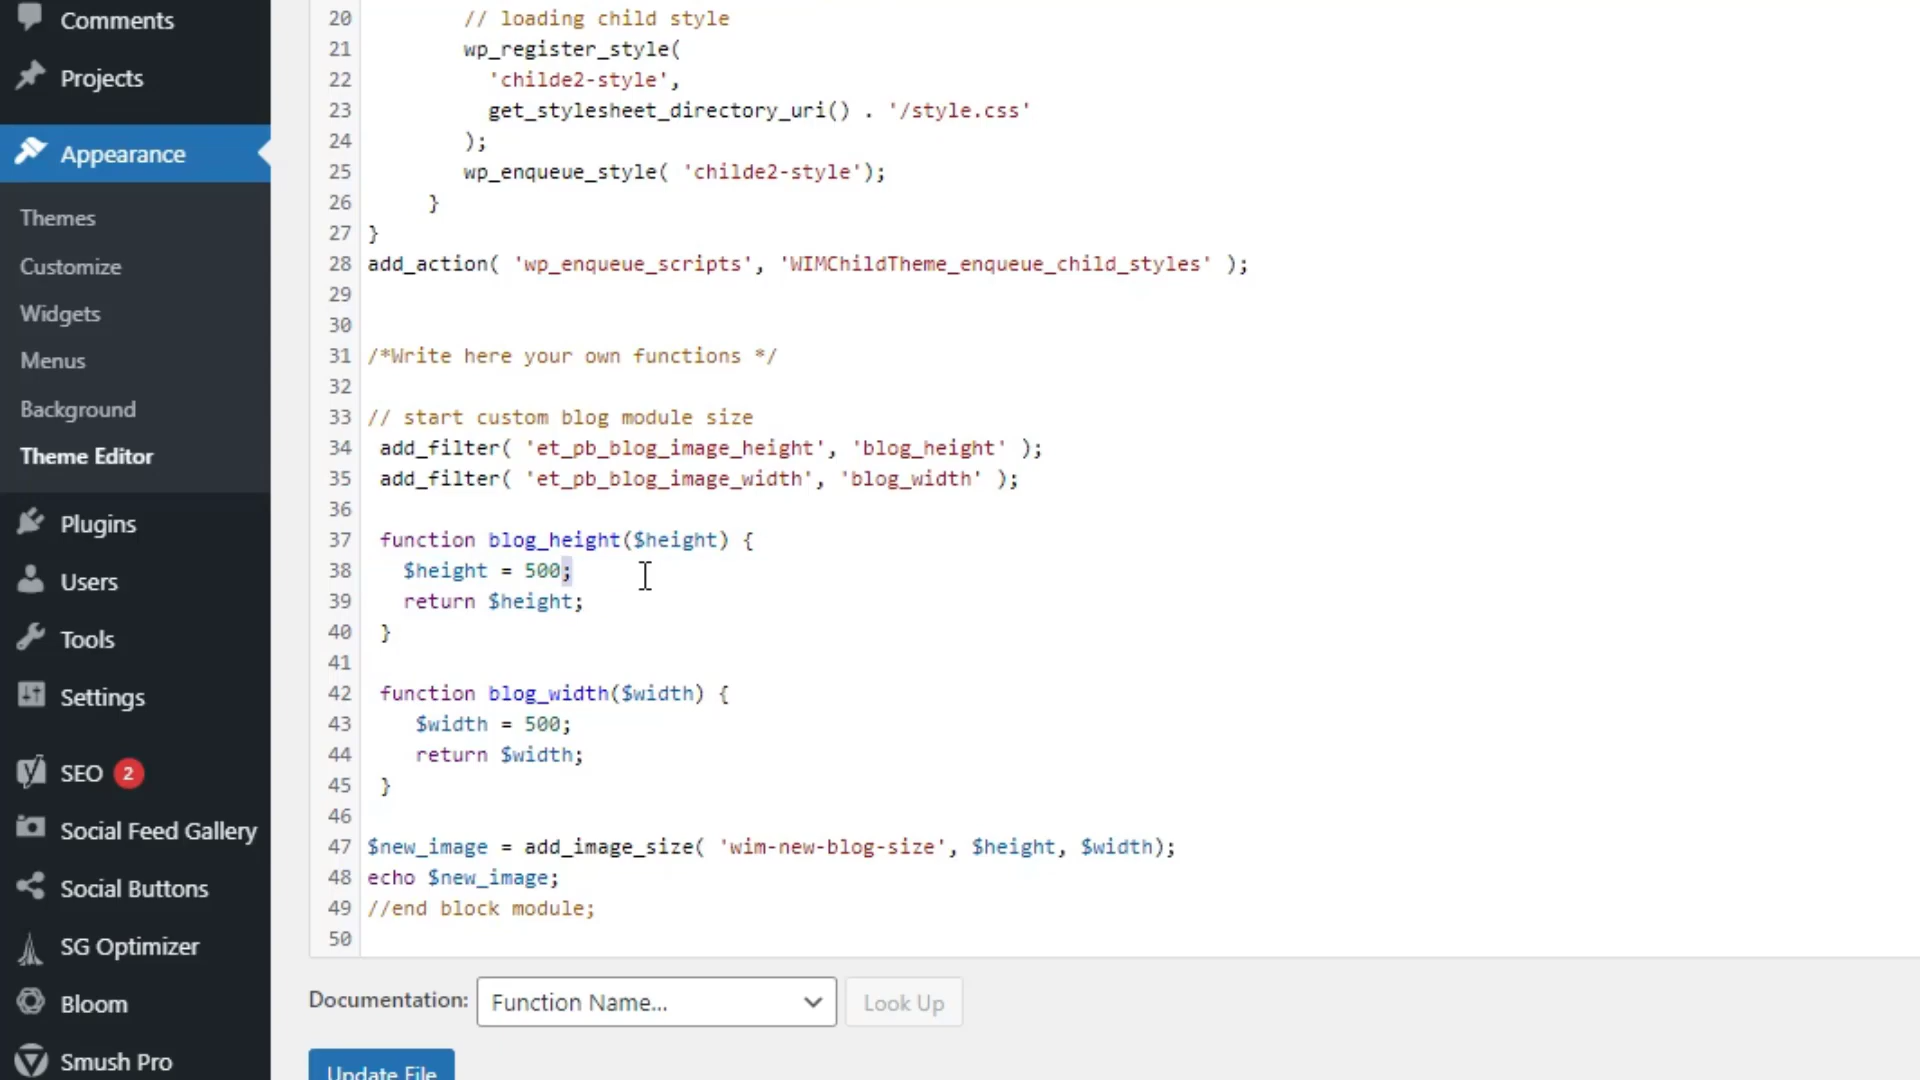 Comments
Projects
Appearance
Themes
Customize
Widgets
Menus
Background
Theme Editor
Plugins
Users
Tools
Settings
SEO 2
Social Feed Gallery
Social Buttons
SG Optimizer
Bloom
Smush Pro
20 // loading child style
21 wp_register_style(
22 'childe2-style',
23 get_stylesheet_directory_uri() . '/style.css'
24 );
25 wp_enqueue_style( 'childe2-style');
26 }
27 }
28 add_action( 'wp_enqueue_scripts', 'WIMChildTheme_enqueue_child_styles' );
29
30
31 /*Write here your own functions */
32
33 // start custom blog module size
34 add_filter( 'et_pb_blog_image_height', 'blog_height' );
35 add_filter( 'et_pb_blog_image_width', 'blog_width' );
36
37 function blog_height($height) {
38 $height = 500;
39 return $height;
40 }
41
42 function blog_width($width) {
43 $width = 500;
44 return $width;
45 }
46
47 $new_image = add_image_size( 'wim-new-blog-size', $height, $width);
48 echo $new_image;
49 //end block module;
50
Documentation: Function Name... Look Up
Update File